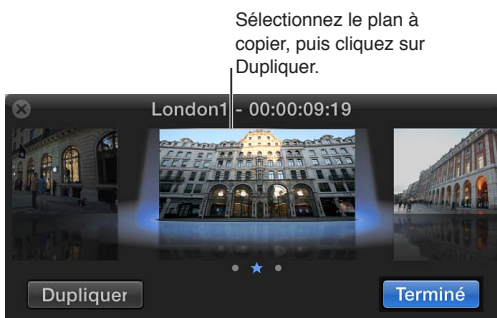 Sélectionnez le plan à
copier, puis cliquez sur
Dupliquer.
London1 - 00:00:09:19
Dupliquer
Terminé